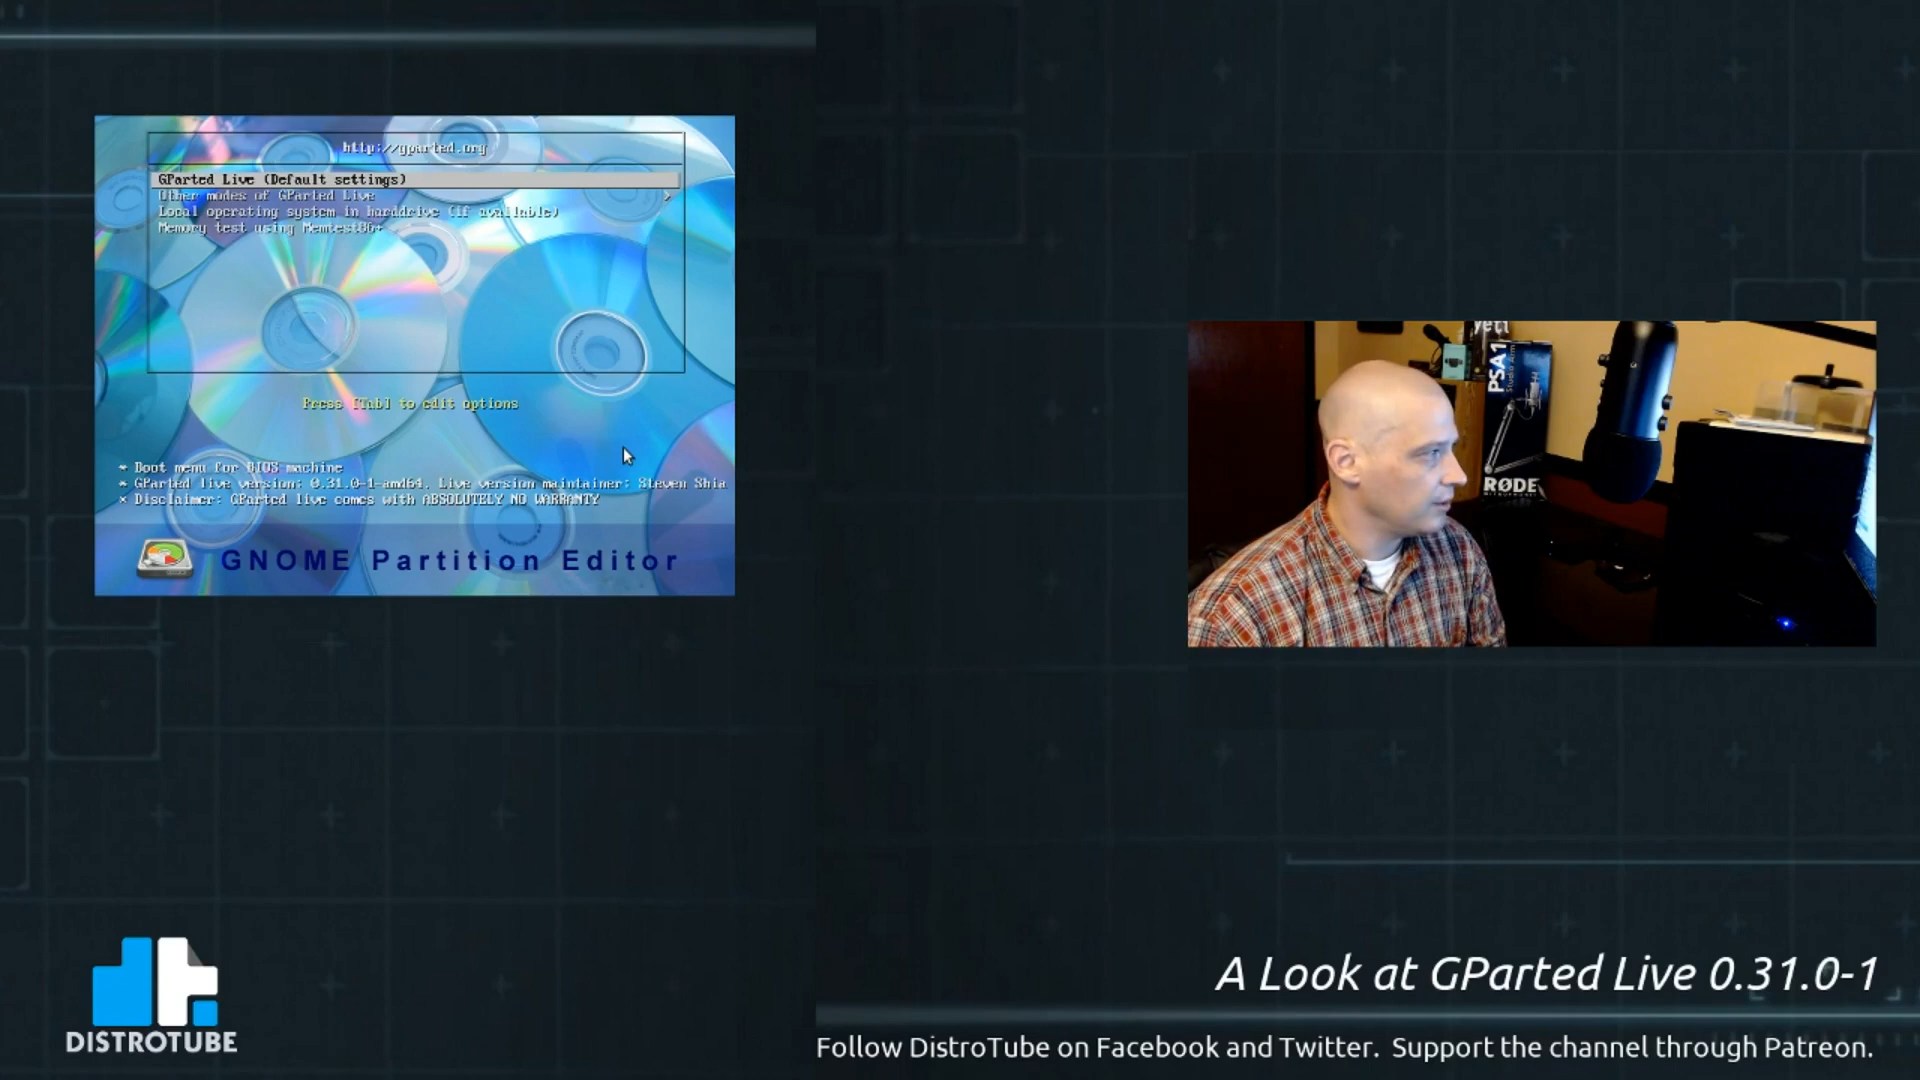 http://gparted.org
GParted Live (Default settings)
Other modes of GParted Live >
Local operating system in harddrive (if available)
Memory test using Memtest86+
Press [Tab] to edit options
* Boot menu for BIOS machine
* GParted live version: 0.31.0-1-amd64. Live version maintainer: Steven Shia
* Disclaimer: GParted live comes with ABSOLUTELY NO WARRANTY
GNOME Partition Editor
yeti
PSA1
Studio Arm
RØDE
DISTROTUBE
A Look at GParted Live 0.31.0-1
Follow DistroTube on Facebook and Twitter. Support the channel through Patreon.